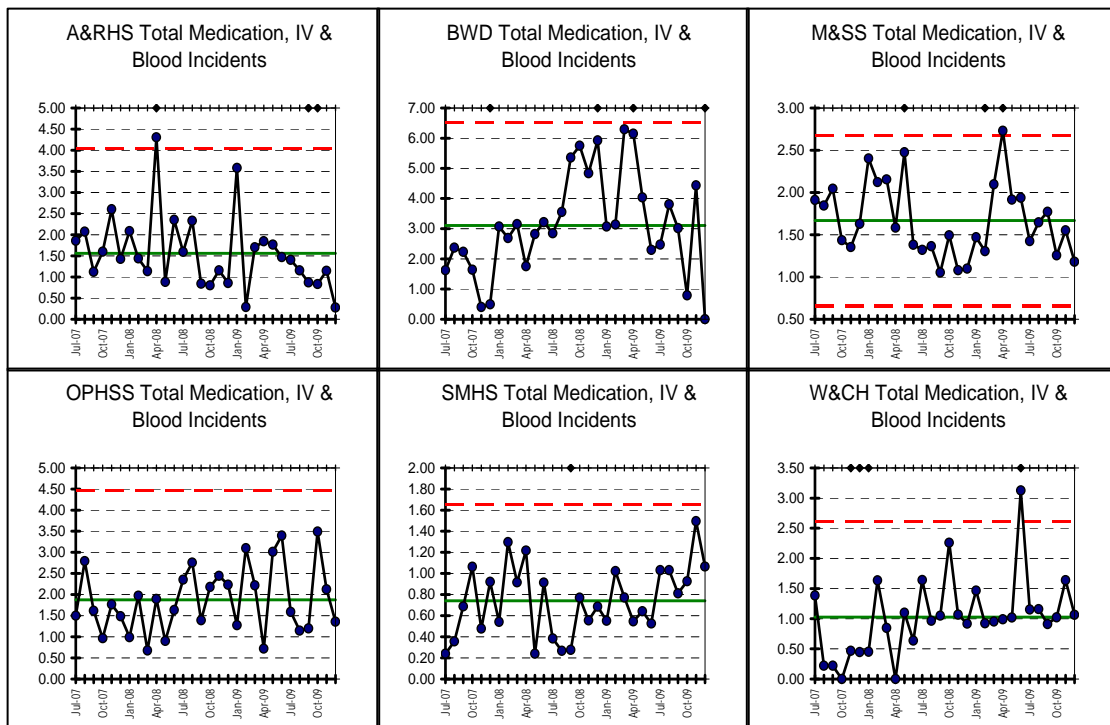 A&RHS Total Medication, IV &
Blood Incidents
5.00
4.50
4.00
3.50
3.00
2.50
2.00
1.50
1.00
0.50
0.00
Jul-07
Oct-07
Jan-08
Apr-08
Jul-08
Oct-08
Jan-09
Apr-09
Jul-09
Oct-09
BWD Total Medication, IV &
Blood Incidents
7.00
6.00
5.00
4.00
3.00
2.00
1.00
0.00
Jul-07
Oct-07
Jan-08
Apr-08
Jul-08
Oct-08
Jan-09
Apr-09
Jul-09
Oct-09
M&SS Total Medication, IV &
Blood Incidents
3.00
2.50
2.00
1.50
1.00
0.50
Jul-07
Oct-07
Jan-08
Apr-08
Jul-08
Oct-08
Jan-09
Apr-09
Jul-09
Oct-09
OPHSS Total Medication, IV &
Blood Incidents
5.00
4.50
4.00
3.50
3.00
2.50
2.00
1.50
1.00
0.50
0.00
Jul-07
Oct-07
Jan-08
Apr-08
Jul-08
Oct-08
Jan-09
Apr-09
Jul-09
Oct-09
SMHS Total Medication, IV &
Blood Incidents
2.00
1.80
1.60
1.40
1.20
1.00
0.80
0.60
0.40
0.20
0.00
Jul-07
Oct-07
Jan-08
Apr-08
Jul-08
Oct-08
Jan-09
Apr-09
Jul-09
Oct-09
W&CH Total Medication, IV &
Blood Incidents
3.50
3.00
2.50
2.00
1.50
1.00
0.50
0.00
Jul-07
Oct-07
Jan-08
Apr-08
Jul-08
Oct-08
Jan-09
Apr-09
Jul-09
Oct-09